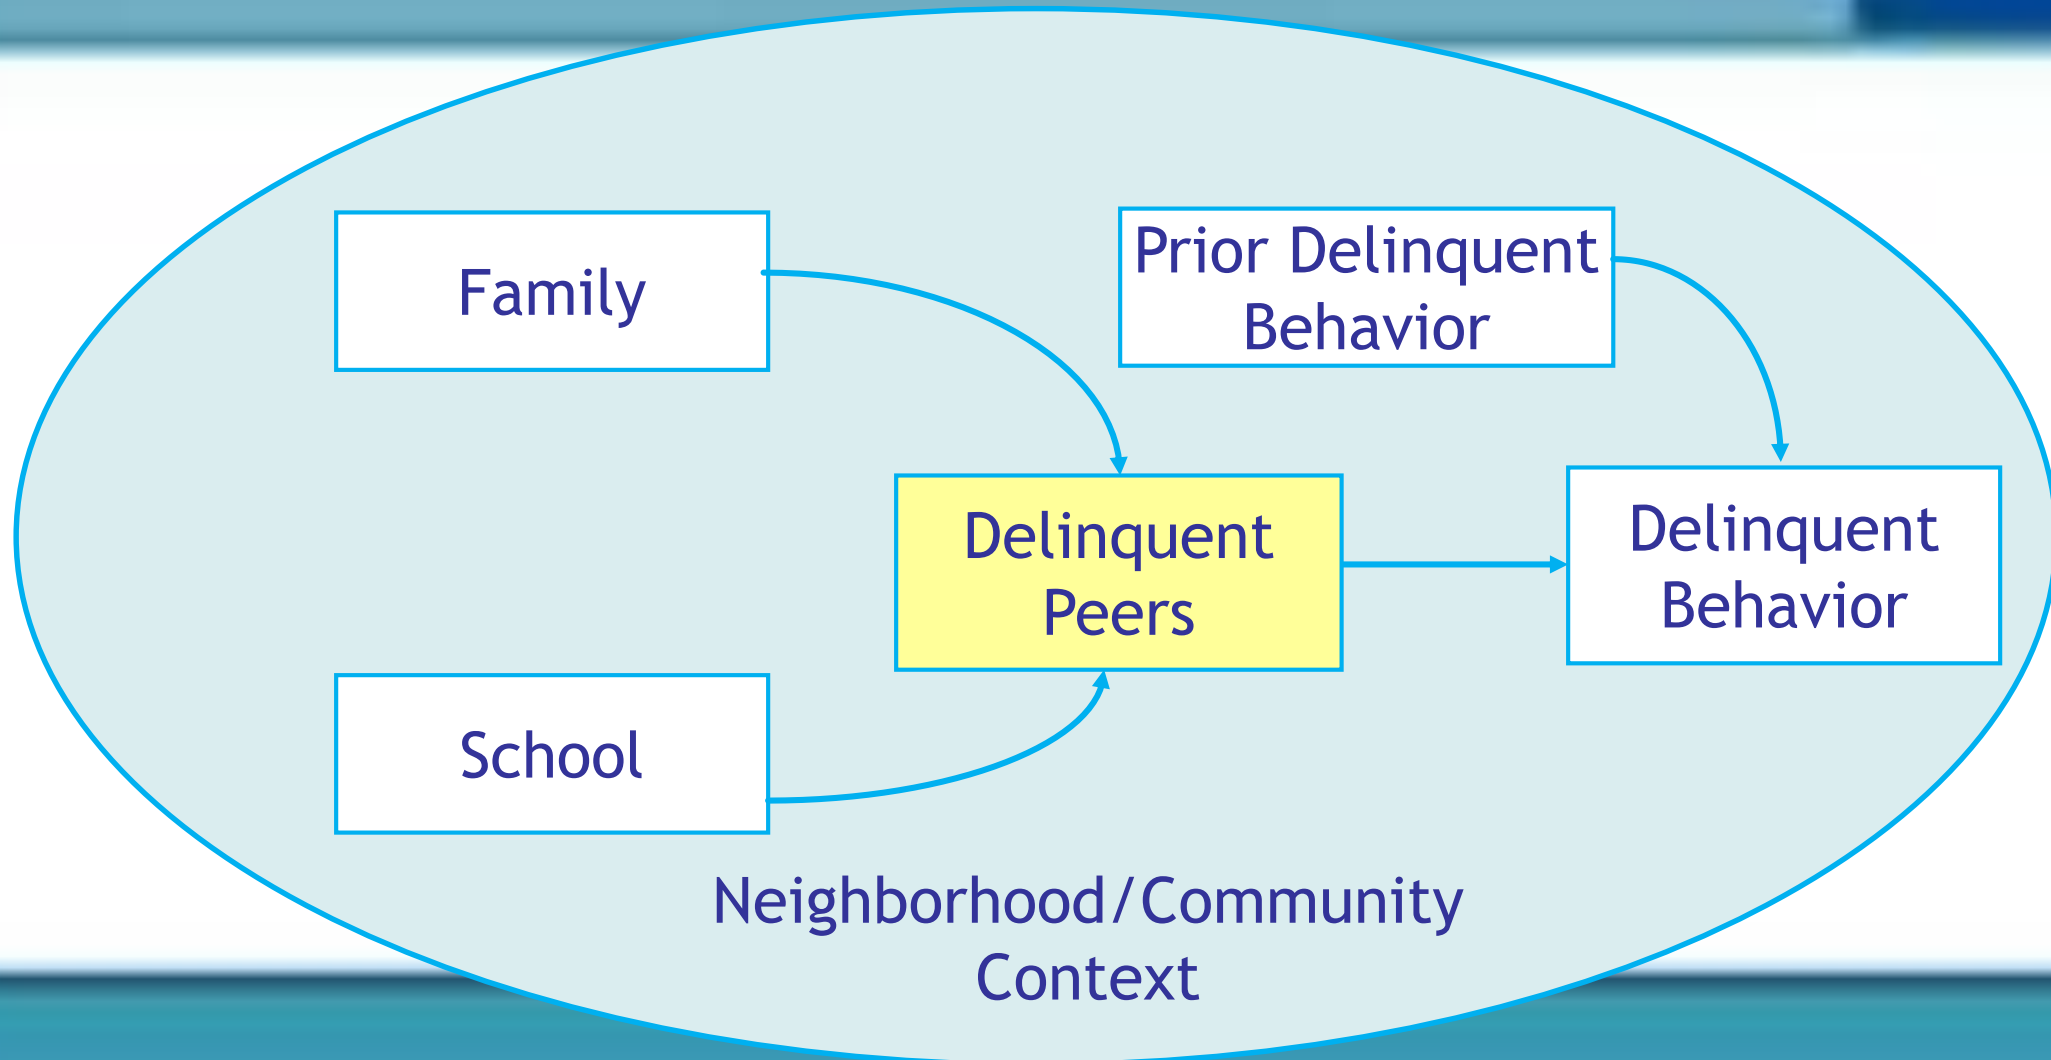 Family
Prior Delinquent
Behavior
Delinquent
Peers
Delinquent
Behavior
School
Neighborhood/Community
Context